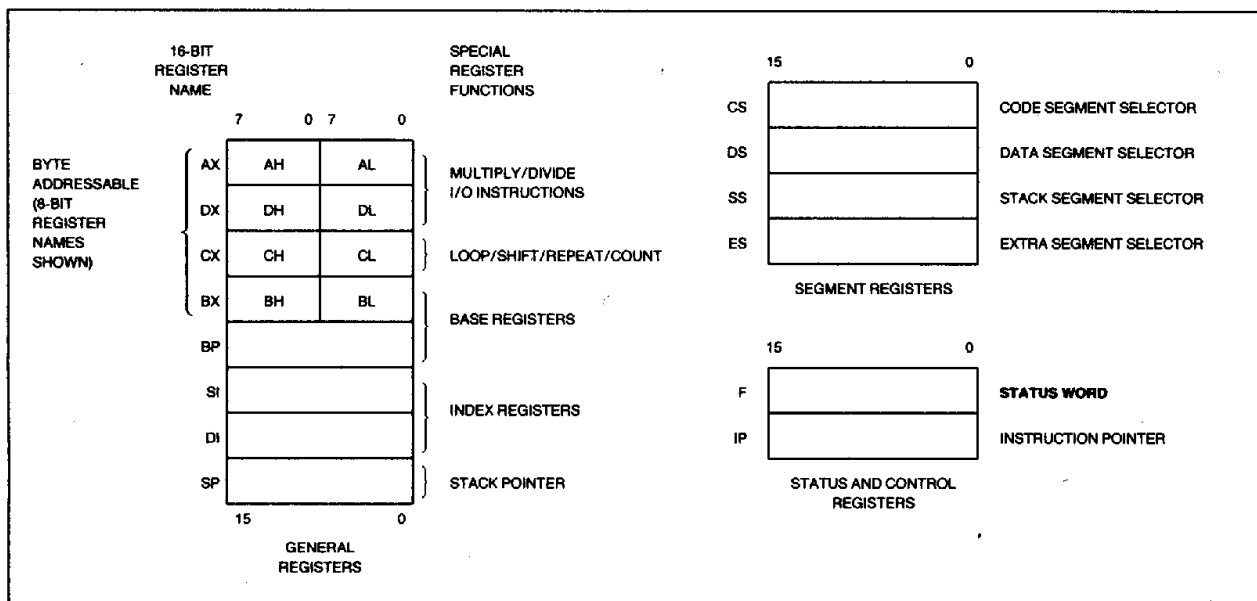 16-BIT
REGISTER
NAME
SPECIAL
REGISTER
FUNCTIONS
7 0 7 0
BYTE
ADDRESSABLE
(8-BIT
REGISTER
NAMES
SHOWN)
AX AH AL
DX DH DL
MULTIPLY/DIVIDE
I/O INSTRUCTIONS
CX CH CL LOOP/SHIFT/REPEAT/COUNT
BX BH BL
BP
BASE REGISTERS
SI
DI
INDEX REGISTERS
SP STACK POINTER
15 0
GENERAL
REGISTERS
15 0
CS CODE SEGMENT SELECTOR
DS DATA SEGMENT SELECTOR
SS STACK SEGMENT SELECTOR
ES EXTRA SEGMENT SELECTOR
SEGMENT REGISTERS
15 0
F STATUS WORD
IP INSTRUCTION POINTER
STATUS AND CONTROL
REGISTERS